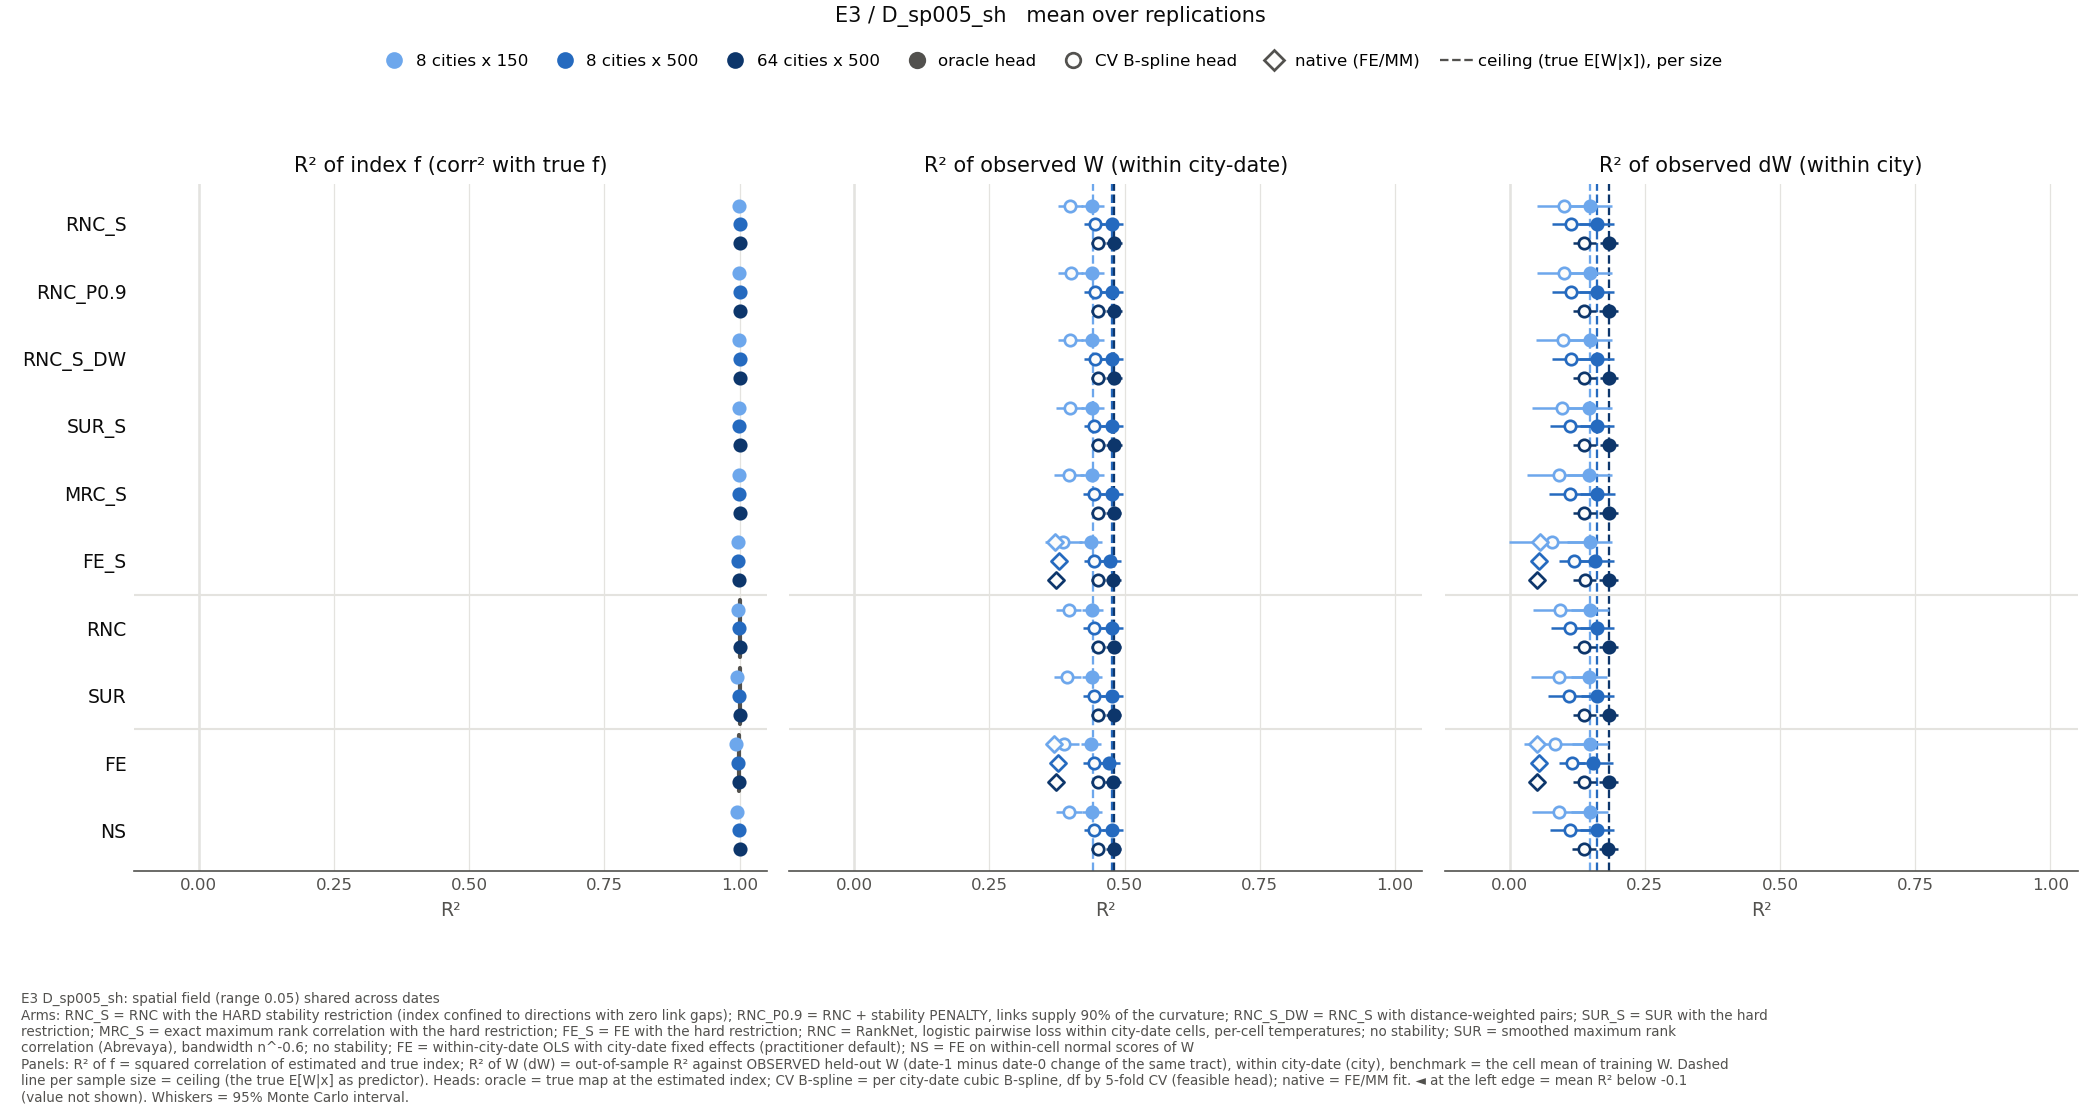 E3 / D_sp005_sh   mean over replications
8 cities x 150   8 cities x 500   64 cities x 500   oracle head   CV B-spline head   native (FE/MM)   ceiling (true E[W|x]), per size
R² of index f (corr² with true f)   R² of observed W (within city-date)   R² of observed dW (within city)
RNC_S
RNC_P0.9
RNC_S_DW
SUR_S
MRC_S
FE_S
RNC
SUR
FE
NS
0.00   0.25   0.50   0.75   1.00   0.00   0.25   0.50   0.75   1.00   0.00   0.25   0.50   0.75   1.00
R²   R²   R²
E3 D_sp005_sh: spatial field (range 0.05) shared across dates
Arms: RNC_S = RNC with the HARD stability restriction (index confined to directions with zero link gaps); RNC_P0.9 = RNC + stability PENALTY, links supply 90% of the curvature; RNC_S_DW = RNC_S with distance-weighted pairs; SUR_S = SUR with the hard
restriction; MRC_S = exact maximum rank correlation with the hard restriction; FE_S = FE with the hard restriction; RNC = RankNet, logistic pairwise loss within city-date cells, per-cell temperatures; no stability; SUR = smoothed maximum rank
correlation (Abrevaya), bandwidth n^-0.6; no stability; FE = within-city-date OLS with city-date fixed effects (practitioner default); NS = FE on within-cell normal scores of W
Panels: R² of f = squared correlation of estimated and true index; R² of W (dW) = out-of-sample R² against OBSERVED held-out W (date-1 minus date-0 change of the same tract), within city-date (city), benchmark = the cell mean of training W. Dashed
line per sample size = ceiling (the true E[W|x] as predictor). Heads: oracle = true map at the estimated index; CV B-spline = per city-date cubic B-spline, df by 5-fold CV (feasible head); native = FE/MM fit. ◄ at the left edge = mean R² below -0.1
(value not shown). Whiskers = 95% Monte Carlo interval.